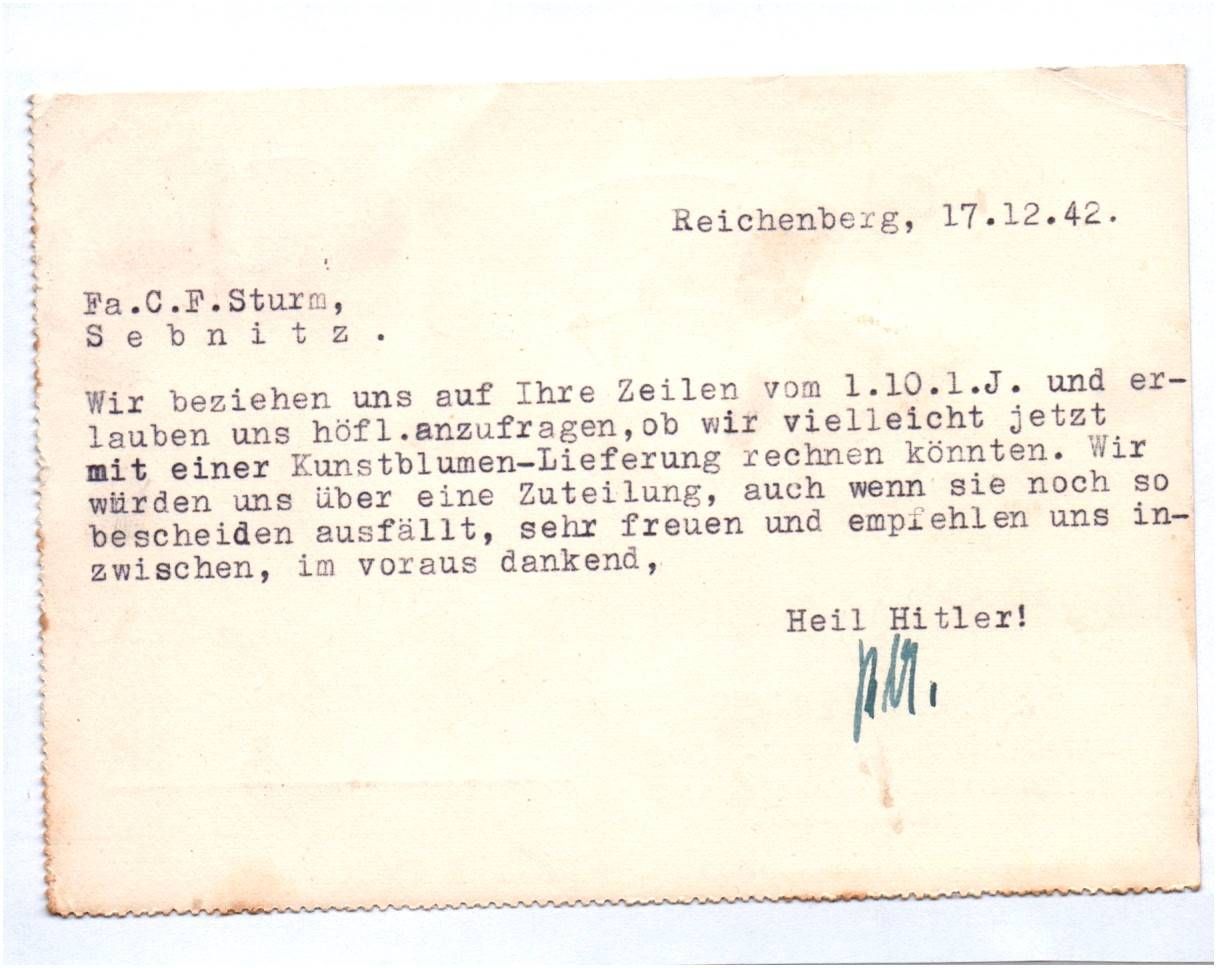 Reichenberg, 17.12.42.
Fa.C.F.Sturm,
S e b n i t z .
Wir beziehen uns auf Ihre Zeilen vom 1.10.l.J. und er-
lauben uns höfl.anzufragen,ob wir vielleicht jetzt
mit einer Kunstblumen-Lieferung rechnen könnten. Wir
würden uns über eine Zuteilung, auch wenn sie noch so
bescheiden ausfällt, sehr freuen und empfehlen uns in-
zwischen, im voraus dankend,
Heil Hitler!